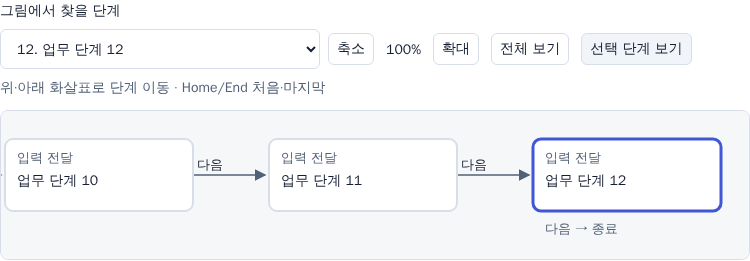 그림에서 찾을 단계
12. 업무 단계 12
축소 100% 확대 전체 보기 선택 단계 보기
위·아래 화살표로 단계 이동 · Home/End 처음·마지막
입력 전달
업무 단계 10
다음
입력 전달
업무 단계 11
다음
입력 전달
업무 단계 12
다음 → 종료